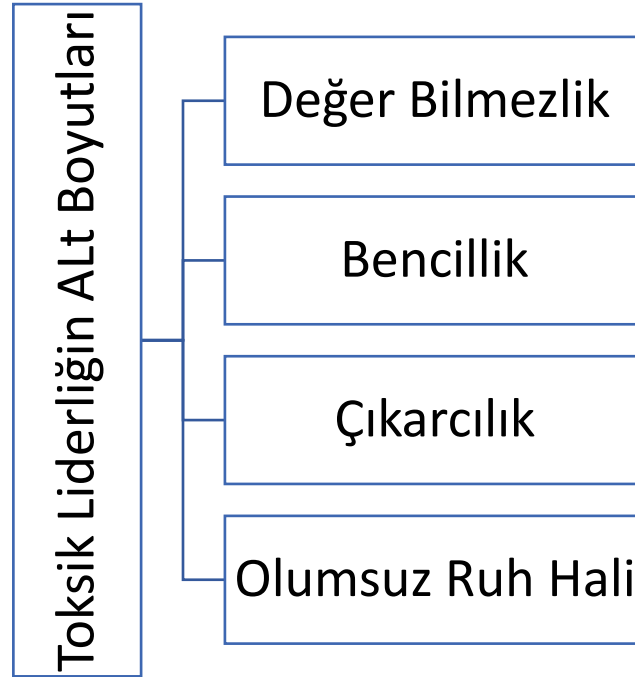 Toksik Liderliğin ALt Boyutları
Değer Bilmezlik
Bencillik
Çıkarcılık
Olumsuz Ruh Hali